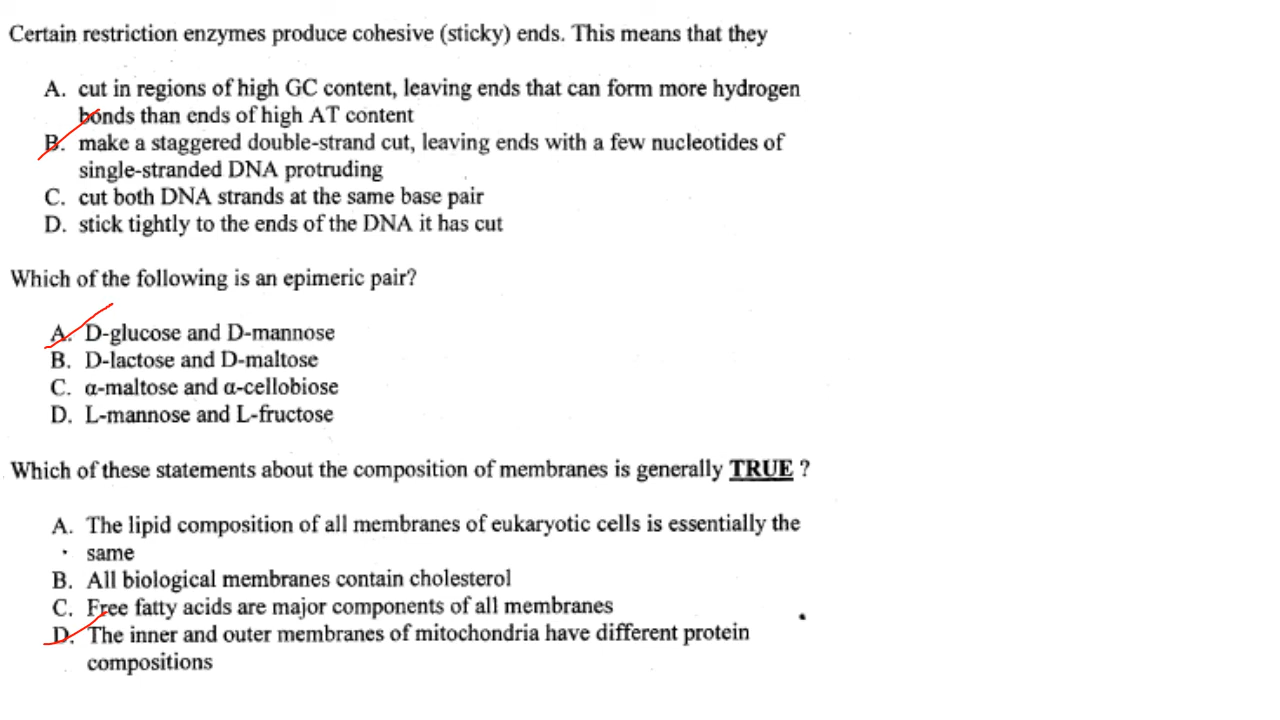 Certain restriction enzymes produce cohesive (sticky) ends. This means that they
A. cut in regions of high GC content, leaving ends that can form more hydrogen
bonds than ends of high AT content
B. make a staggered double-strand cut, leaving ends with a few nucleotides of
single-stranded DNA protruding
C. cut both DNA strands at the same base pair
D. stick tightly to the ends of the DNA it has cut
Which of the following is an epimeric pair?
A. D-glucose and D-mannose
B. D-lactose and D-maltose
C. α-maltose and α-cellobiose
D. L-mannose and L-fructose
Which of these statements about the composition of membranes is generally TRUE ?
A. The lipid composition of all membranes of eukaryotic cells is essentially the
same
B. All biological membranes contain cholesterol
C. Free fatty acids are major components of all membranes
D. The inner and outer membranes of mitochondria have different protein
compositions